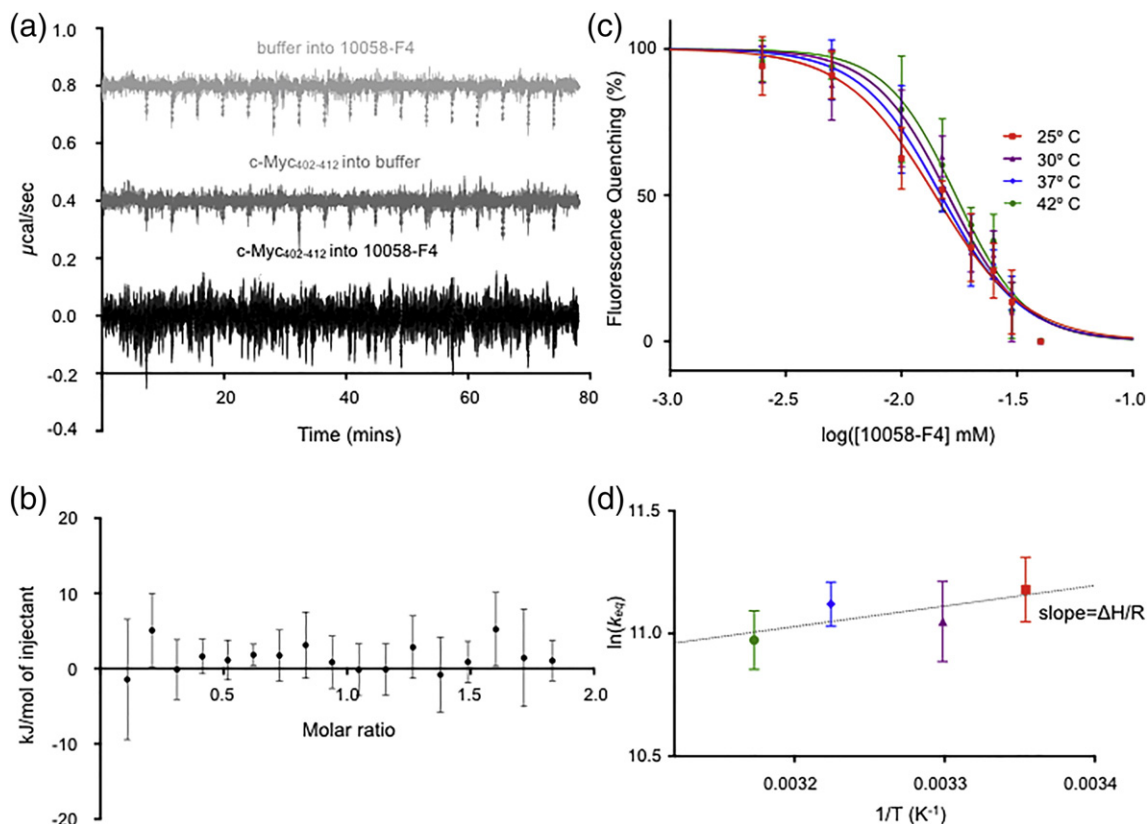 (a)
1.0
0.8
0.6
0.4
0.2
0.0
-0.2
-0.4
µcal/sec
buffer into 10058-F4
c-Myc402-412 into buffer
c-Myc402-412 into 10058-F4
20
40
60
80
Time (mins)
(b)
20
10
0
-10
-20
kJ/mol of injectant
0.5
1.0
1.5
2.0
Molar ratio
(c)
100
50
0
Fluorescence Quenching (%)
25º C
30º C
37º C
42º C
-3.0
-2.5
-2.0
-1.5
-1.0
log([10058-F4] mM)
(d)
11.5
11.0
10.5
ln(keq)
slope=ΔH/R
0.0032
0.0033
0.0034
1/T (K-1)